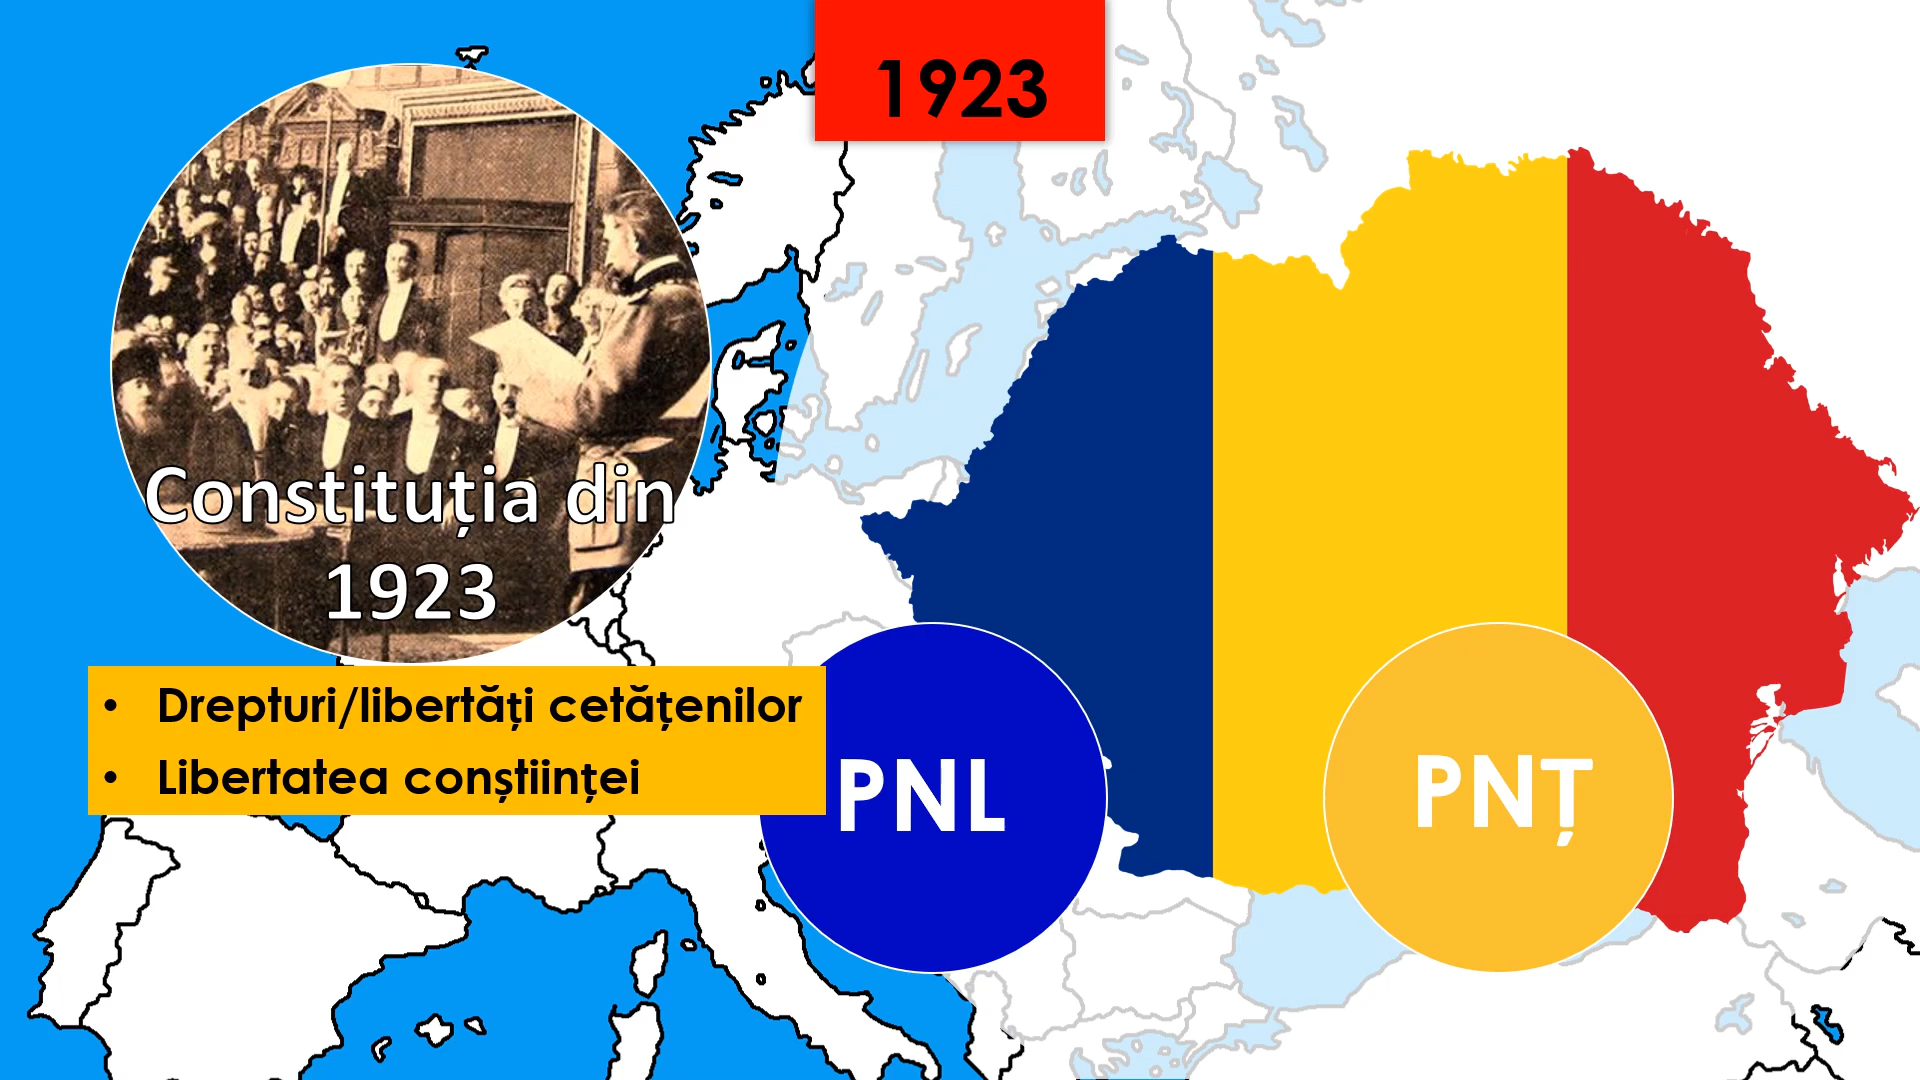 1923
Constituția din
1923
• Drepturi/libertăți cetățenilor
• Libertatea conștiinței
PNL
PNȚ